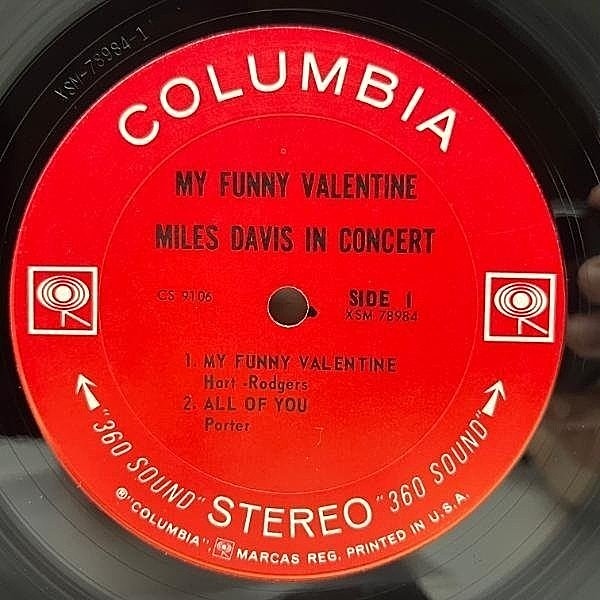 XSM-78984-1
COLUMBIA
MY FUNNY VALENTINE
MILES DAVIS IN CONCERT
CS 9106
SIDE 1
XSM 78984
1. MY FUNNY VALENTINE
Hart -Rodgers
2. ALL OF YOU
Porter
"360 SOUND" STEREO "360 SOUND"
® "COLUMBIA", MARCAS REG. PRINTED IN U.S.A.